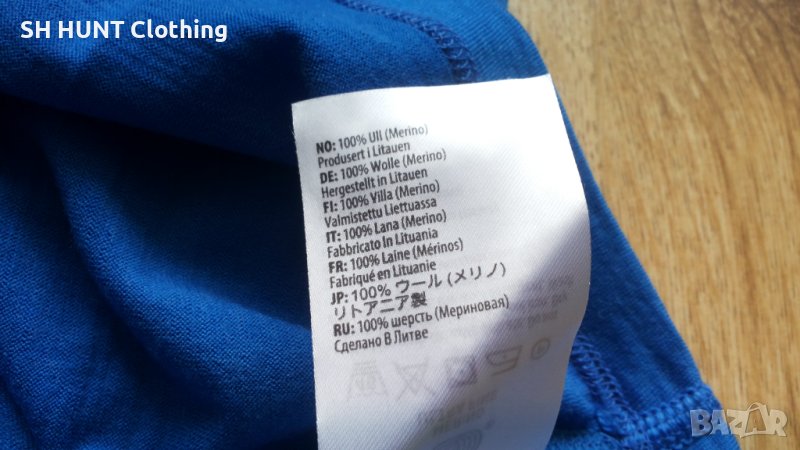 SH HUNT Clothing
NO: 100% Ull (Merino)
Produsert i Litauen
DE: 100% Wolle (Merino)
Hergestellt in Litauen
FI: 100% Villa (Merino)
Valmistettu Liettuassa
IT: 100% Lana (Merino)
Fabbricato In Lituania
FR: 100% Laine (Mérinos)
Fabriqué en Lituanie
JP: 100% ウール (メリノ)
リトアニア製
RU: 100% шерсть (Мериновая)
Сделано В Литве
BAZAR